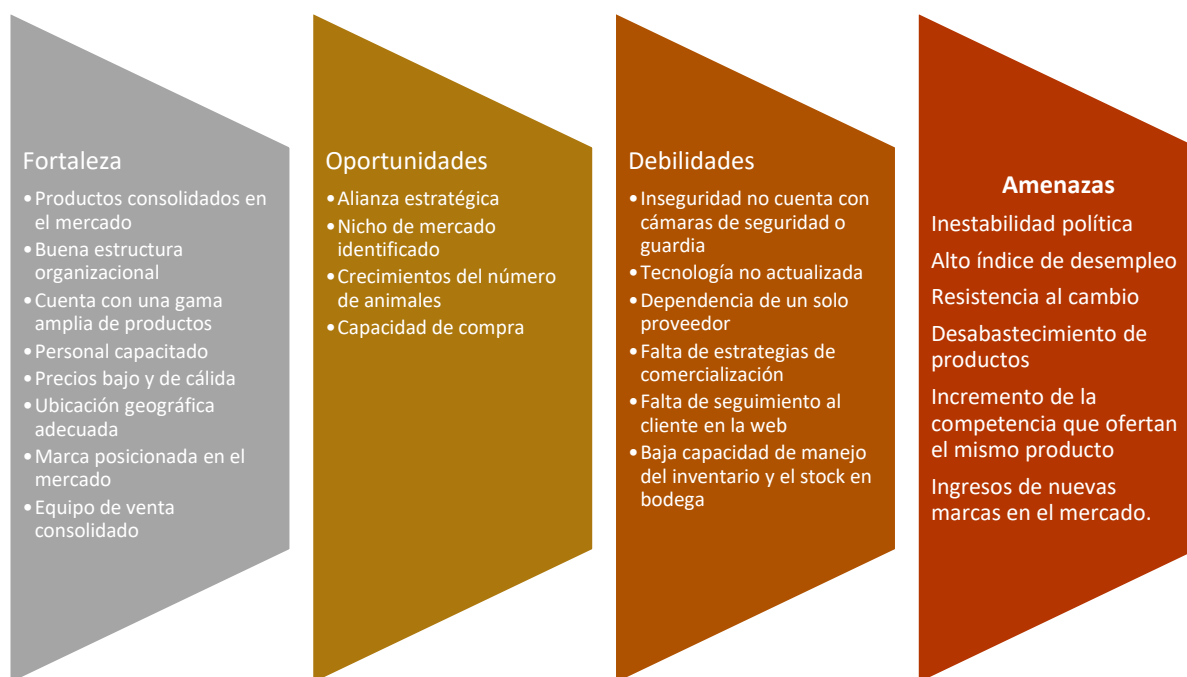 Fortaleza
•Productos consolidados en
el mercado
•Buena estructura
organizacional
•Cuenta con una gama
amplia de productos
•Personal capacitado
•Precios bajo y de cálida
•Ubicación geográfica
adecuada
•Marca posicionada en el
mercado
•Equipo de venta
consolidado
Oportunidades
•Alianza estratégica
•Nicho de mercado
identificado
•Crecimientos del número
de animales
•Capacidad de compra
Debilidades
•Inseguridad no cuenta con
cámaras de seguridad o
guardia
•Tecnología no actualizada
•Dependencia de un solo
proveedor
•Falta de estrategias de
comercialización
•Falta de seguimiento al
cliente en la web
•Baja capacidad de manejo
del inventario y el stock en
bodega
Amenazas
Inestabilidad política
Alto índice de desempleo
Resistencia al cambio
Desabastecimiento de
productos
Incremento de la
competencia que ofertan
el mismo producto
Ingresos de nuevas
marcas en el mercado.